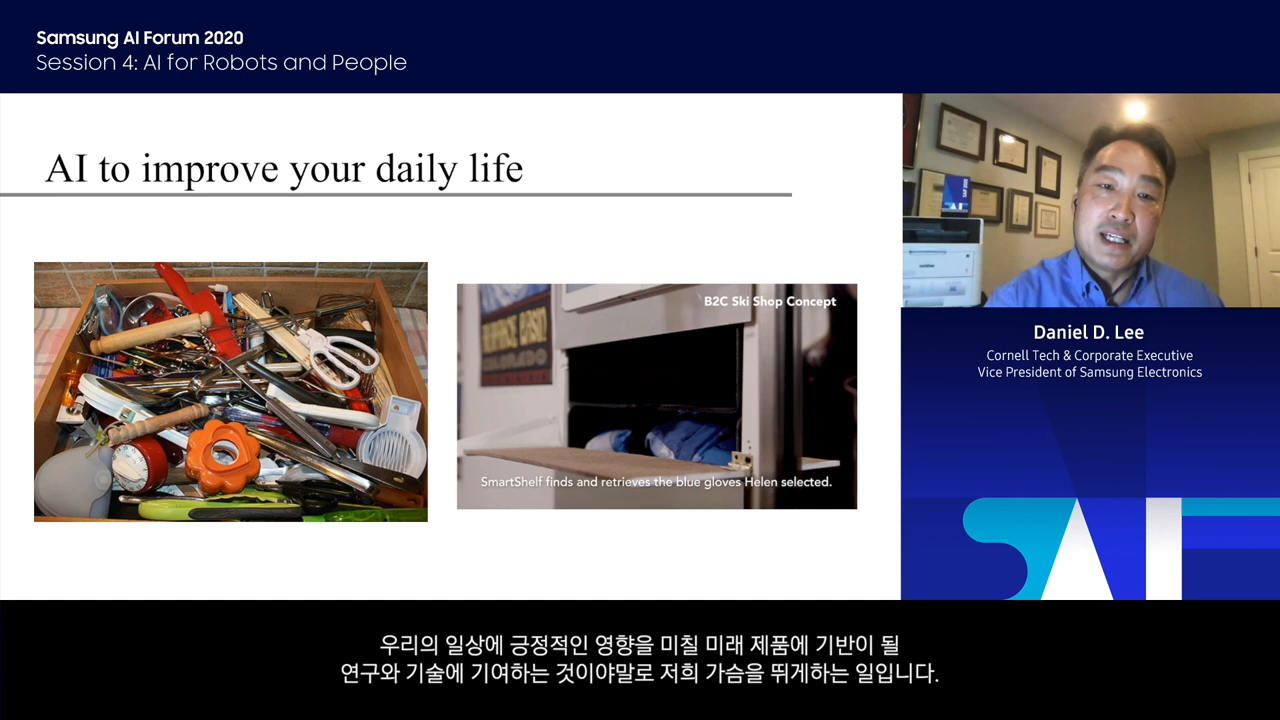 Samsung AI Forum 2020
Session 4: AI for Robots and People
AI to improve your daily life
B2C Ski Shop Concept
SmartShelf finds and retrieves the blue gloves Helen selected.
Daniel D. Lee
Cornell Tech & Corporate Executive
Vice President of Samsung Electronics
SAIF
우리의 일상에 긍정적인 영향을 미칠 미래 제품에 기반이 될
연구와 기술에 기여하는 것이야말로 저희 가슴을 뛰게하는 일입니다.